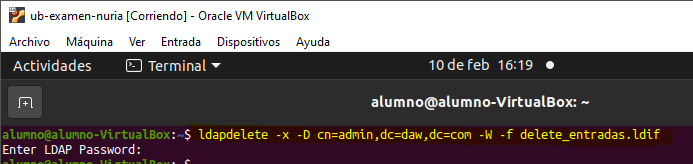 ub-examen-nuria [Corriendo] - Oracle VM VirtualBox
Archivo Máquina Ver Entrada Dispositivos Ayuda
Actividades Terminal 10 de feb 16:19
alumno@alumno-VirtualBox: ~
alumno@alumno-VirtualBox:~$ ldapdelete -x -D cn=admin,dc=daw,dc=com -W -f delete_entradas.ldif
Enter LDAP Password:
alumno@alumno-VirtualBox:~$